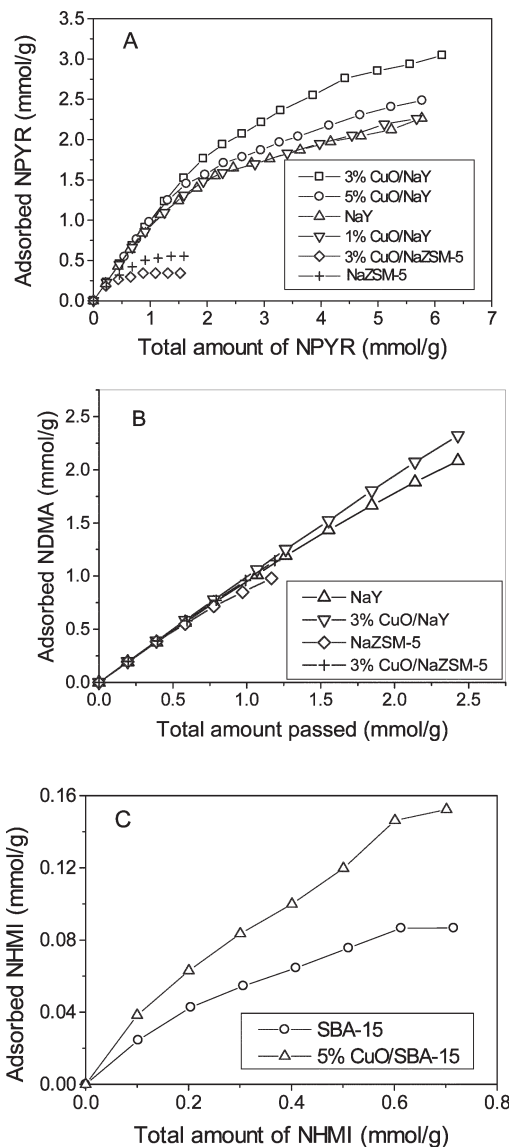 A
Adsorbed NPYR (mmol/g)
3.5
3.0
2.5
2.0
1.5
1.0
0.5
0.0
3% CuO/NaY
5% CuO/NaY
NaY
1% CuO/NaY
3% CuO/NaZSM-5
NaZSM-5
0 1 2 3 4 5 6 7
Total amount of NPYR (mmol/g)
B
Adsorbed NDMA (mmol/g)
2.5
2.0
1.5
1.0
0.5
0.0
NaY
3% CuO/NaY
NaZSM-5
3% CuO/NaZSM-5
0.0 0.5 1.0 1.5 2.0 2.5
Total amount passed (mmol/g)
C
Adsorbed NHMI (mmol/g)
0.16
0.12
0.08
0.04
0.00
SBA-15
5% CuO/SBA-15
0.0 0.2 0.4 0.6 0.8
Total amount of NHMI (mmol/g)